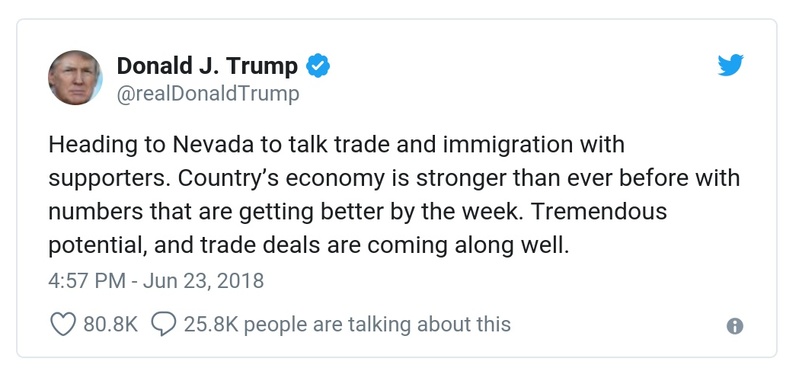 Donald J. Trump
@realDonaldTrump
Heading to Nevada to talk trade and immigration with
supporters. Country’s economy is stronger than ever before with
numbers that are getting better by the week. Tremendous
potential, and trade deals are coming along well.
4:57 PM - Jun 23, 2018
80.8K 25.8K people are talking about this